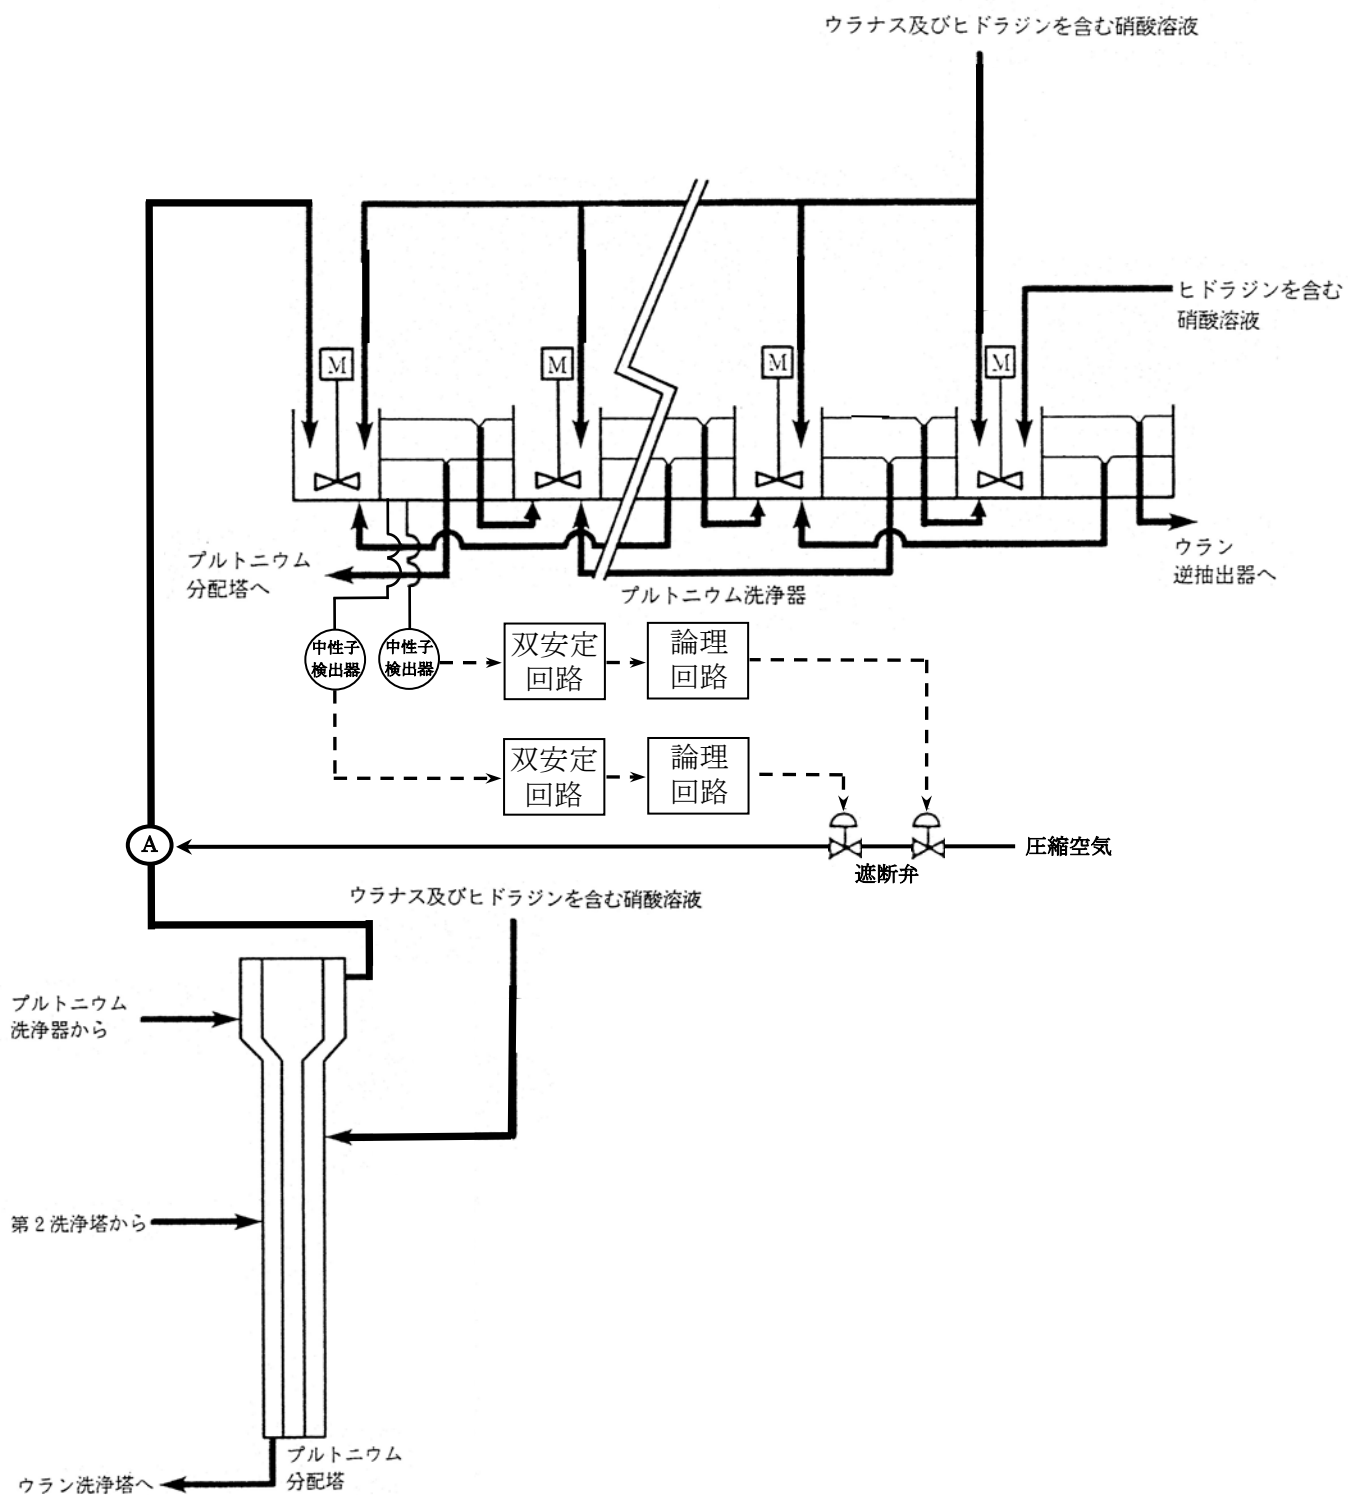 ウラナス及びヒドラジンを含む硝酸溶液
ヒドラジンを含む
硝酸溶液
M
M
M
M
プルトニウム
分配塔へ
プルトニウム洗浄器
ウラン
逆抽出器へ
中性子
検出器
中性子
検出器
双安定
回路
論理
回路
双安定
回路
論理
回路
A
圧縮空気
遮断弁
ウラナス及びヒドラジンを含む硝酸溶液
プルトニウム
洗浄器から
第2洗浄塔から
プルトニウム
分配塔
ウラン洗浄塔へ